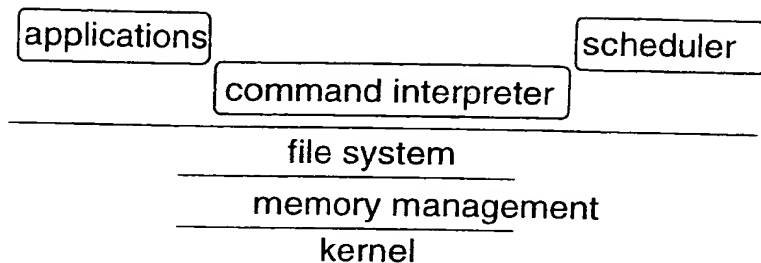 applications
scheduler
command interpreter
file system
memory management
kernel